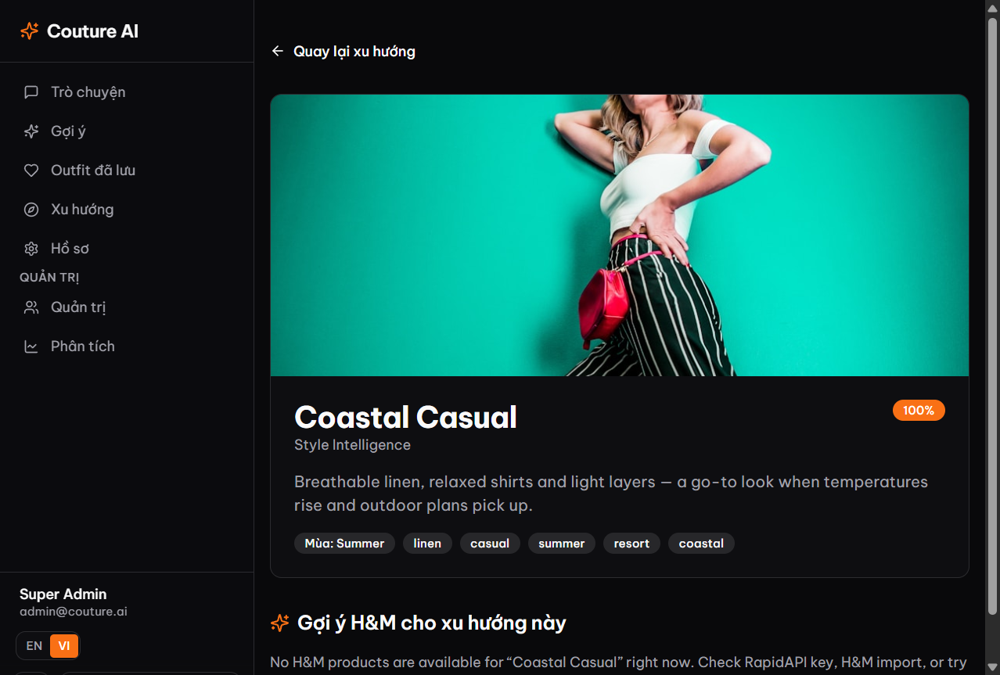 Couture AI
Trò chuyện
Gợi ý
Outfit đã lưu
Xu hướng
Hồ sơ
QUẢN TRỊ
Quản trị
Phân tích
Super Admin
admin@couture.ai
EN VI
Quay lại xu hướng
Coastal Casual
100%
Style Intelligence
Breathable linen, relaxed shirts and light layers — a go-to look when temperatures
rise and outdoor plans pick up.
Mùa: Summer linen casual summer resort coastal
Gợi ý H&M cho xu hướng này
No H&M products are available for “Coastal Casual” right now. Check RapidAPI key, H&M import, or try